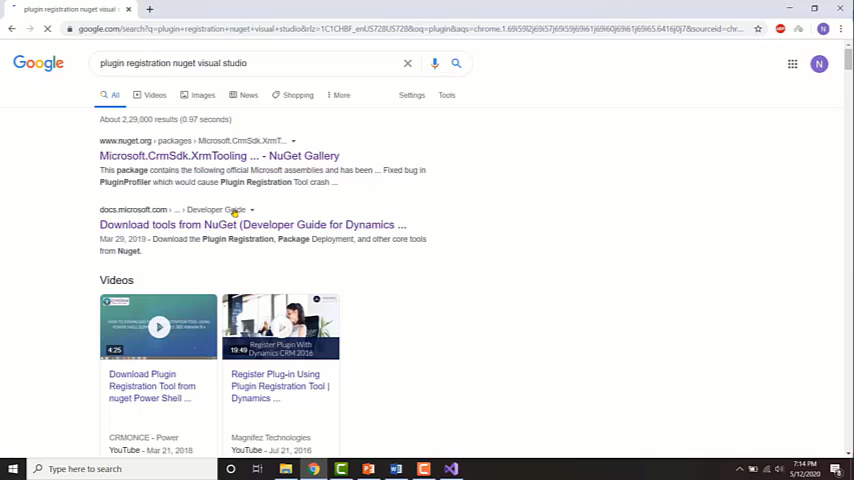 plugin registration nuget visual studio
google.com/search?q=plugin+registration+nuget+visual+studio&rlz=1C1CHBF_enUS728US728&oq=plugin&aqs=chrome.1.69i59l2j69i57j69i59j69i61j69i60j69i61j69i65.6416j0j7&sourceid=chr...
N
Google
plugin registration nuget visual studio
N
All
Videos
Images
News
Shopping
More
Settings
Tools
About 2,29,000 results (0.97 seconds)
www.nuget.org › packages › Microsoft.CrmSdk.XrmT...
Microsoft.CrmSdk.XrmTooling ... - NuGet Gallery
This package contains the following official Microsoft assemblies and has been ... Fixed bug in
PluginProfiler which would cause Plugin Registration Tool crash ...
docs.microsoft.com › ... › Developer Guide
Download tools from NuGet (Developer Guide for Dynamics ...
Mar 29, 2019 - Download the Plugin Registration, Package Deployment, and other core tools from
Nuget.
Videos
CRMONCE
4:25
19:49
Register Plugin With
Dynamics CRM 2016
Download Plugin
Registration Tool from
nuget Power Shell ...
Register Plug-in Using
Plugin Registration Tool |
Dynamics ...
CRMONCE - Power
YouTube - Mar 21, 2018
Magnifez Technologies
YouTube - Jul 21, 2016
Type here to search
7:14 PM
5/12/2020